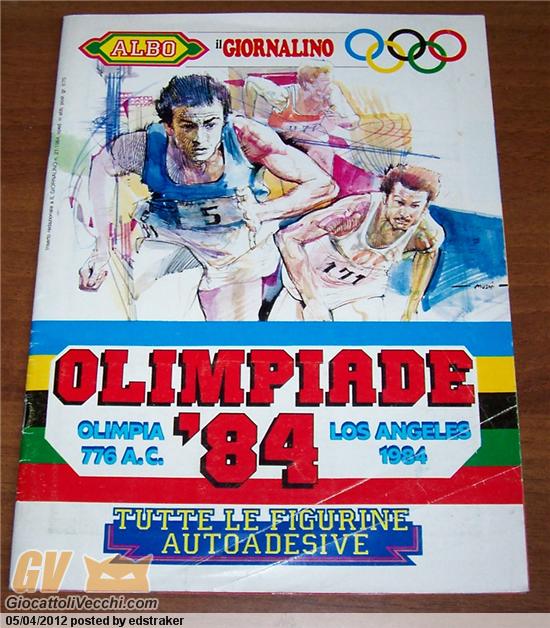 ALBO
il GIORNALINO
5
171
OLIMPIADE
'84
OLIMPIA
776 A.C.
LOS ANGELES
1984
TUTTE LE FIGURINE
AUTOADESIVE
GV
GiocattoliVecchi.com
05/04/2012 posted by edstraker